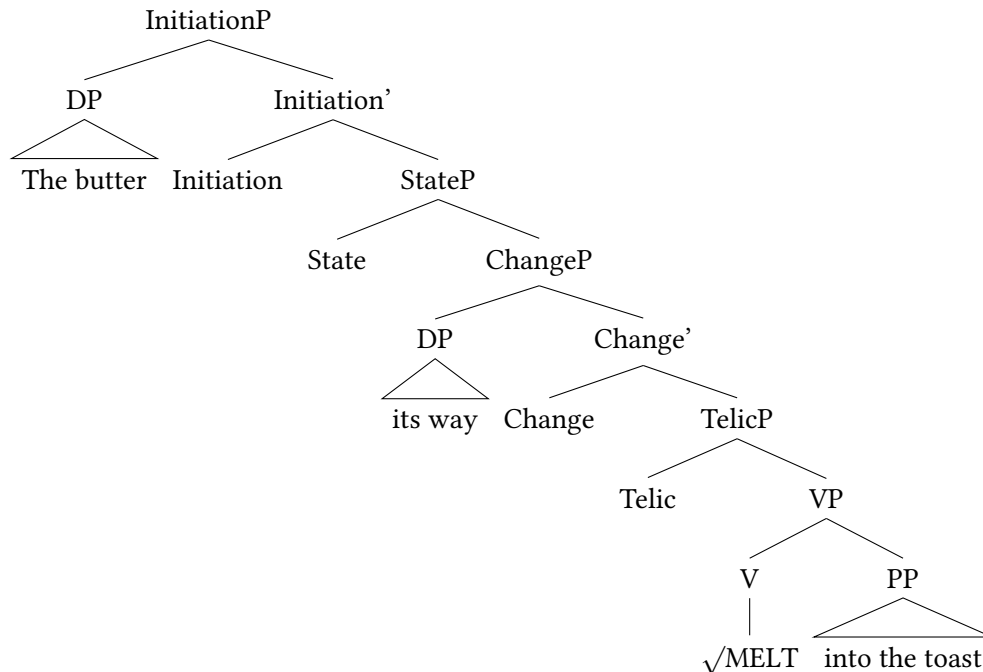 InitiationP
DP Initiation’
The butter Initiation StateP
State ChangeP
DP Change’
its way Change TelicP
Telic VP
V PP
√MELT into the toast